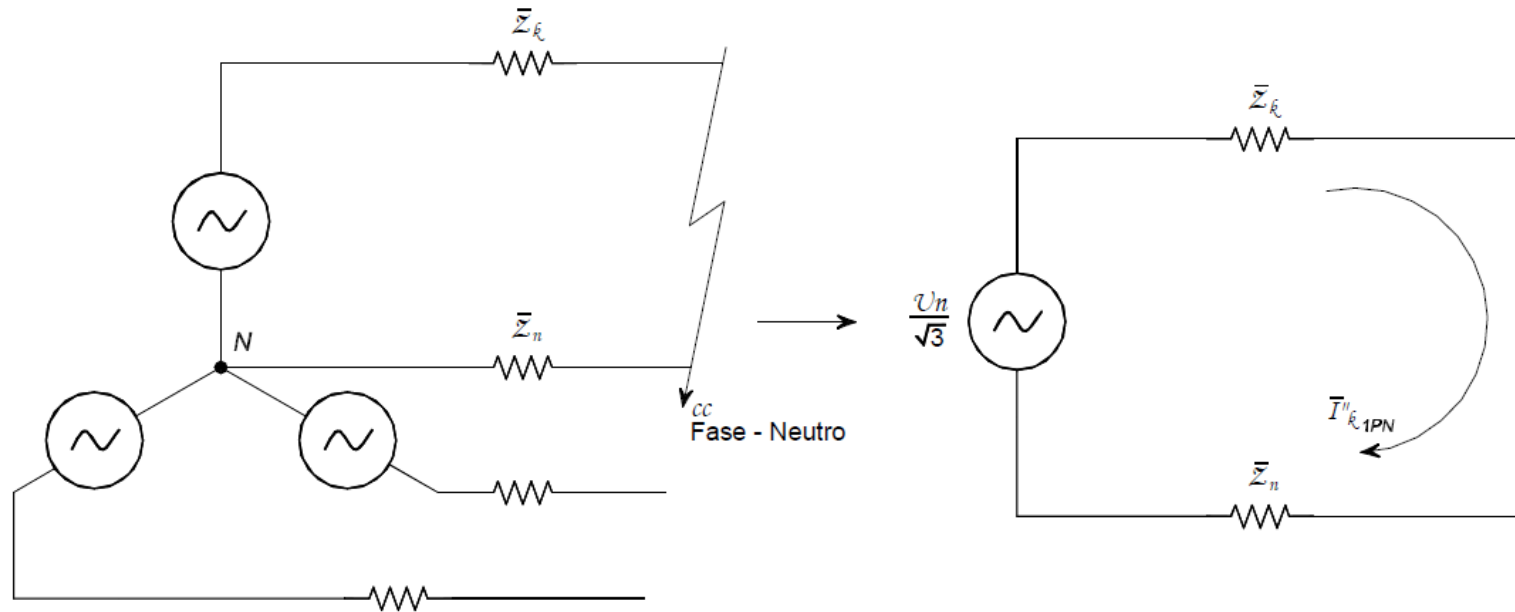 Z̄k
N
Z̄n
cc
Fase - Neutro
Un
√3
Z̄k
Ī"k1PN
Z̄n